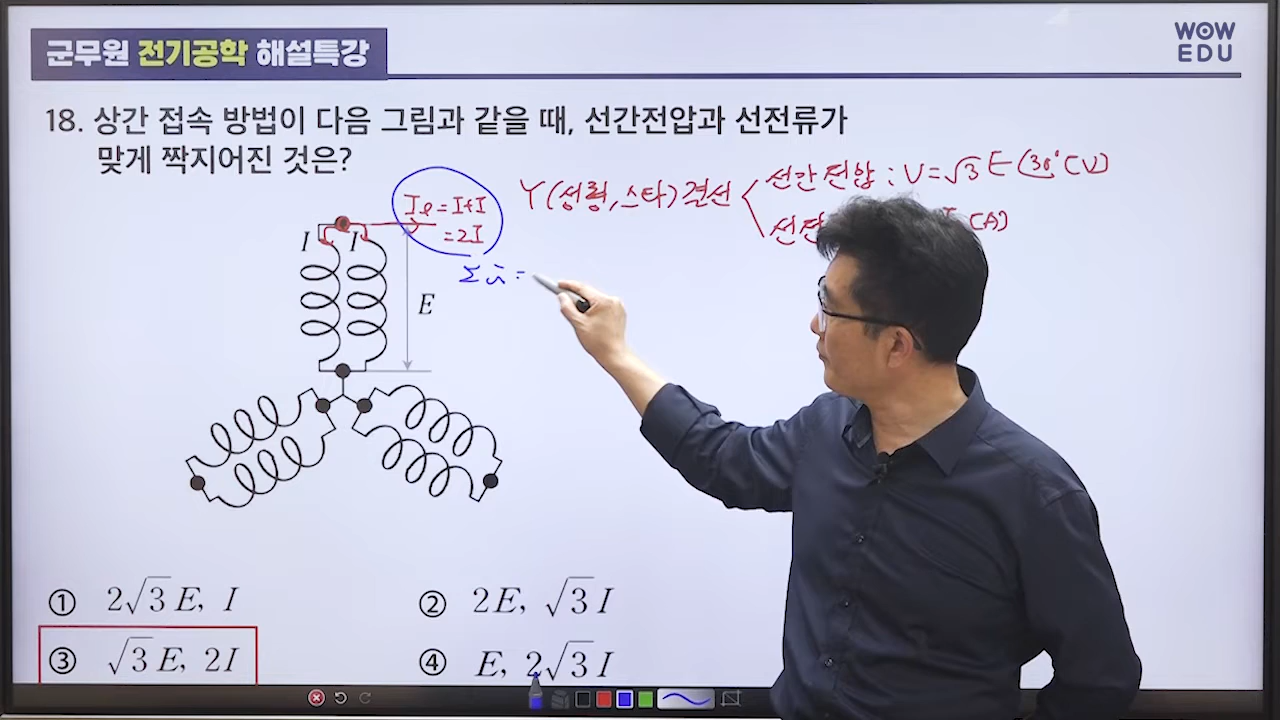 군무원 전기공학 해설특강
WOW
EDU
18. 상간 접속 방법이 다음 그림과 같을 때, 선간전압과 선전류가
맞게 짝지어진 것은?
Y(성형, 스타)결선
선간전압 : V=√3 E (30°) [V]
선전
[A]
Iℓ = I+I
= 2I
Σi =
I
I
E
① 2√3 E, I
② 2E, √3 I
③ √3 E, 2I
④ E, 2√3 I